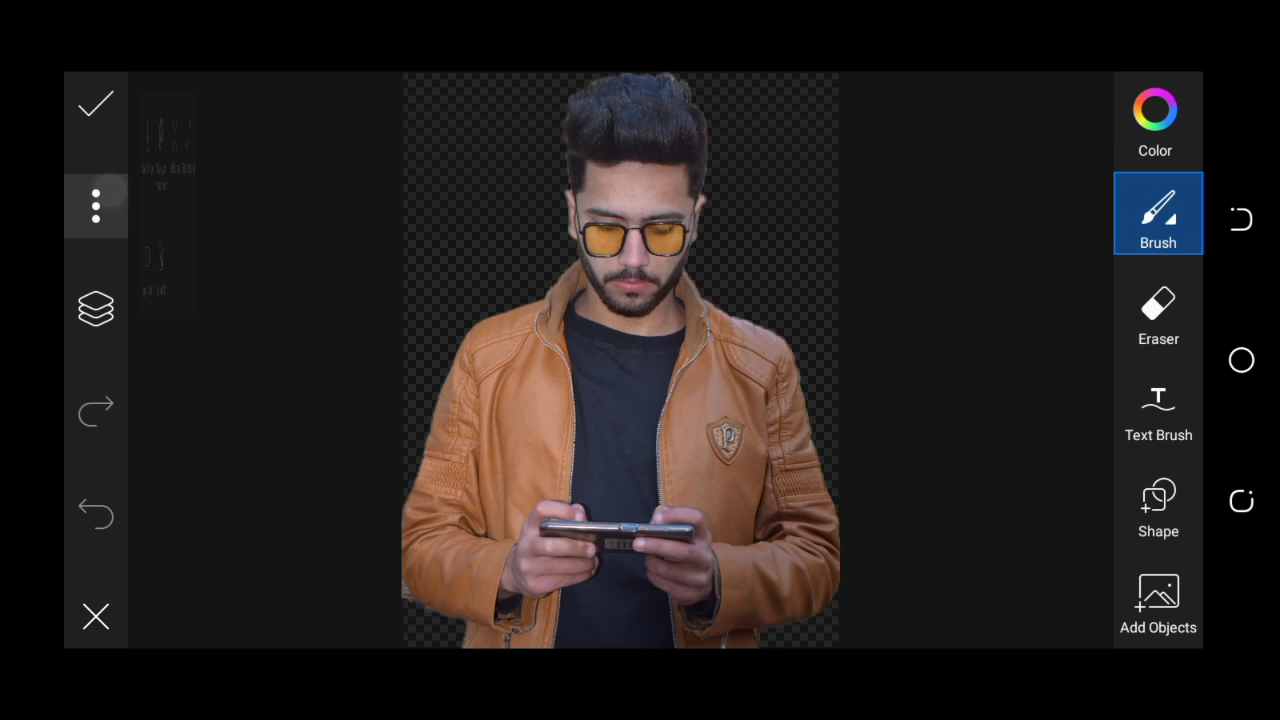 Color
Brush
Eraser
Text Brush
Shape
Add Objects
P